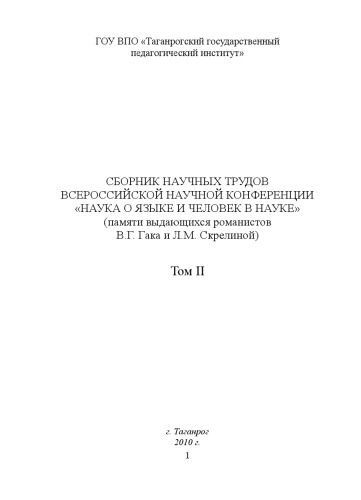 ГОУ ВПО «Таганрогский государственный
педагогический институт»
СБОРНИК НАУЧНЫХ ТРУДОВ
ВСЕРОССИЙСКОЙ НАУЧНОЙ КОНФЕРЕНЦИИ
«НАУКА О ЯЗЫКЕ И ЧЕЛОВЕК В НАУКЕ»
(памяти выдающихся романистов
В.Г. Гака и Л.М. Скрелиной)
Том II
г. Таганрог
2010 г.
1